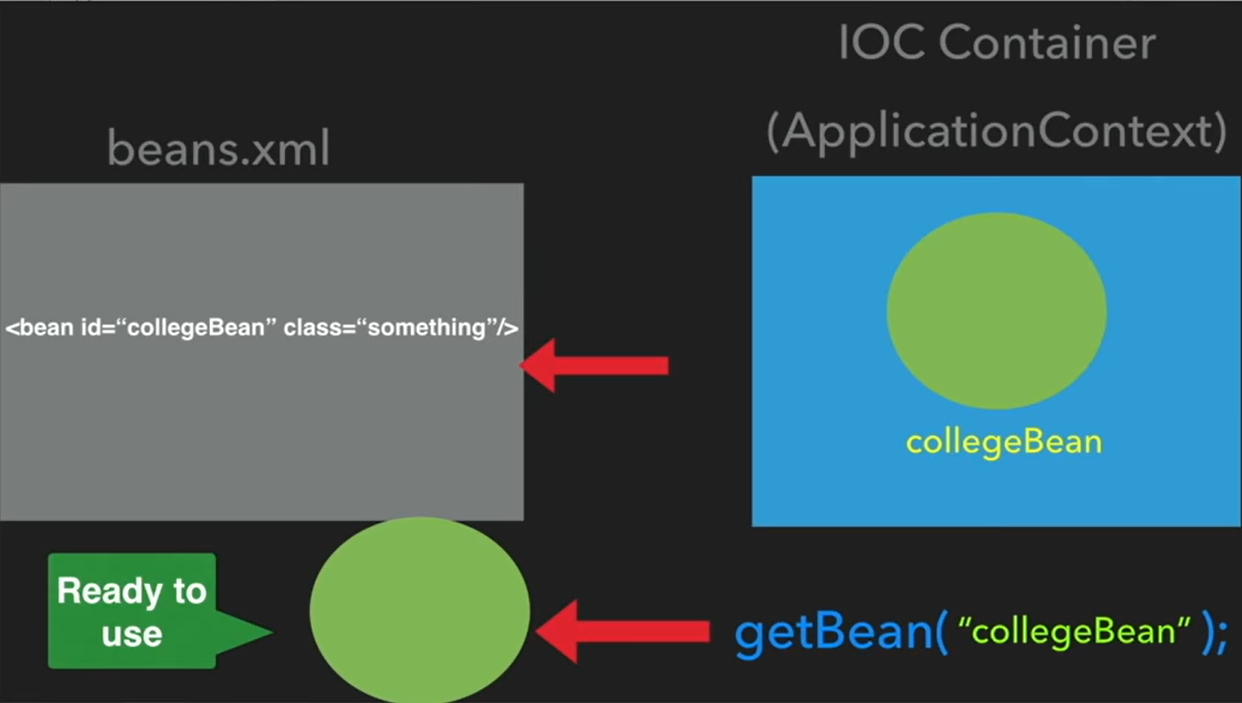 IOC Container
(ApplicationContext)
beans.xml
<bean id=“collegeBean” class=“something”/>
collegeBean
Ready to
use
getBean( “collegeBean” );